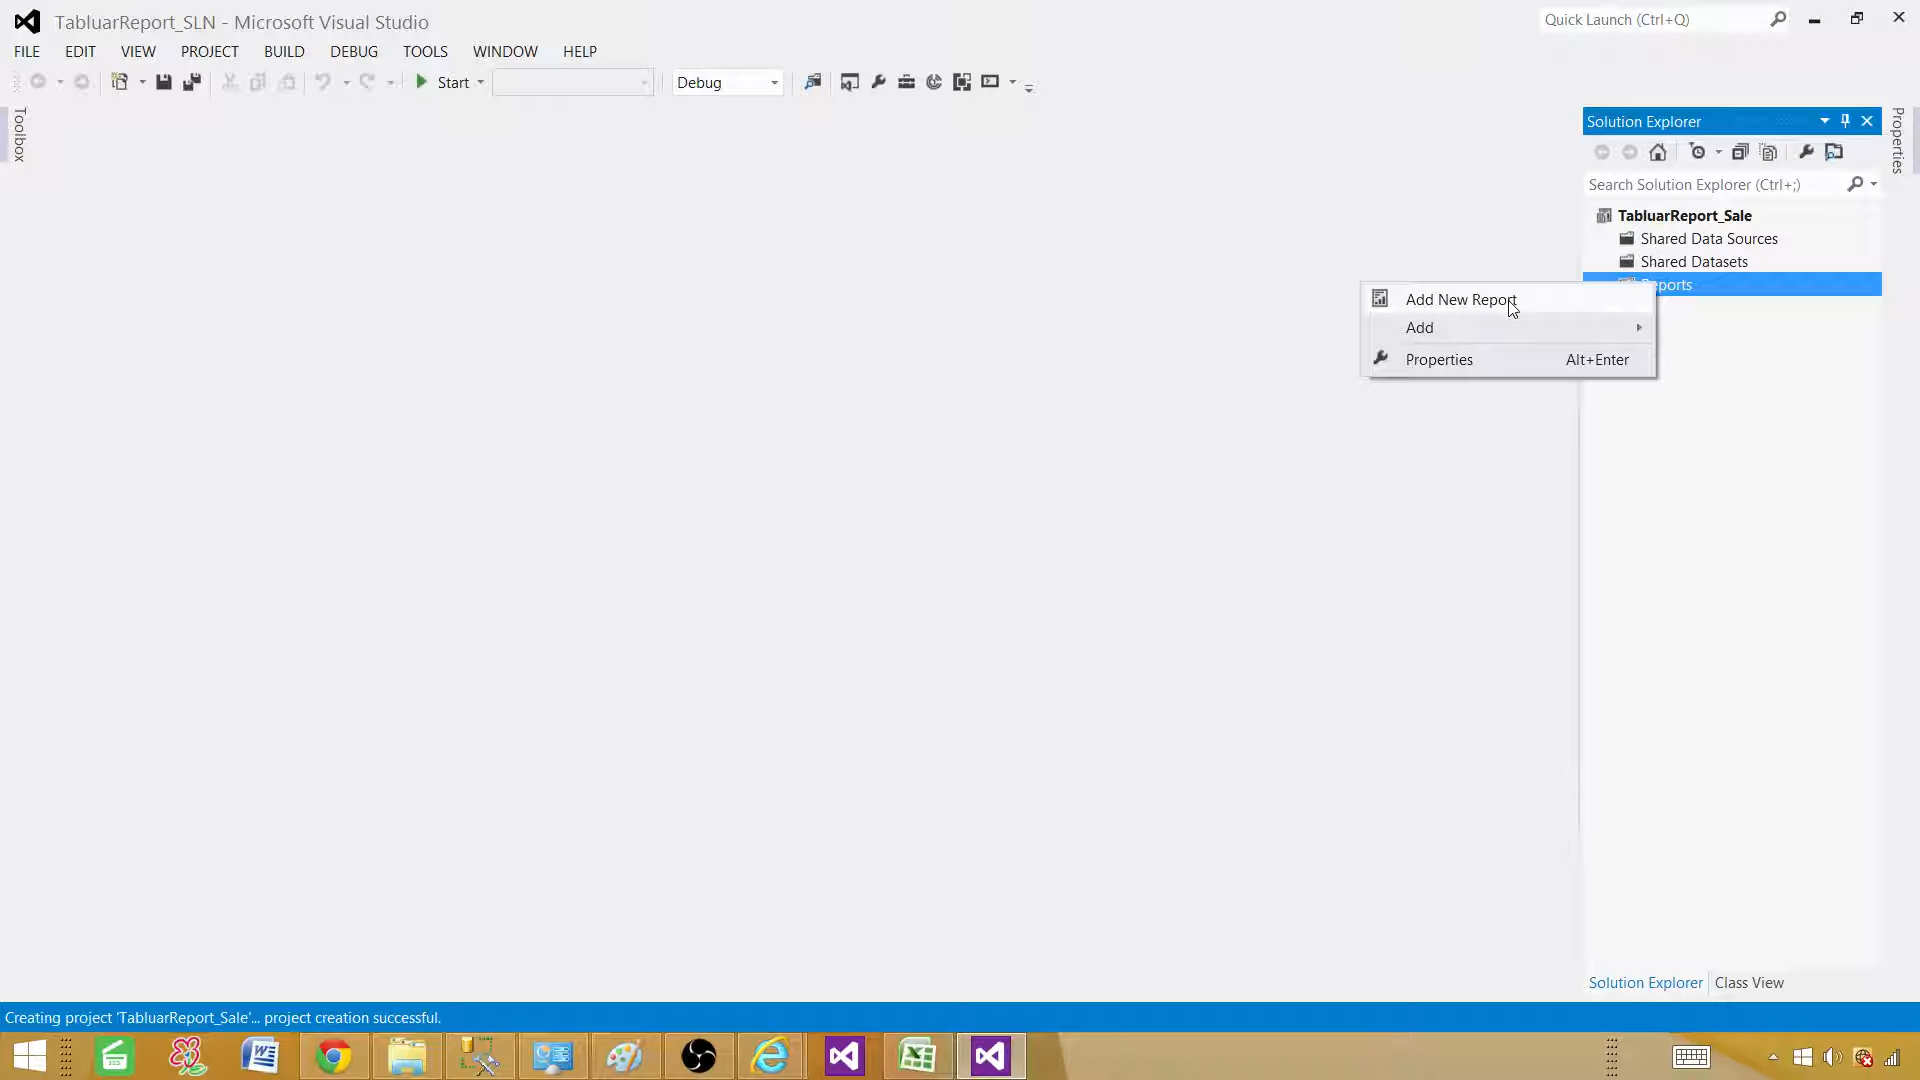 TabluarReport_SLN - Microsoft Visual Studio
Quick Launch (Ctrl+Q)
FILE EDIT VIEW PROJECT BUILD DEBUG TOOLS WINDOW HELP
Start
Debug
Toolbox
Solution Explorer
Properties
Search Solution Explorer (Ctrl+;)
TabluarReport_Sale
Shared Data Sources
Shared Datasets
Reports
Add New Report
Add
Properties Alt+Enter
Solution Explorer Class View
Creating project 'TabluarReport_Sale'... project creation successful.